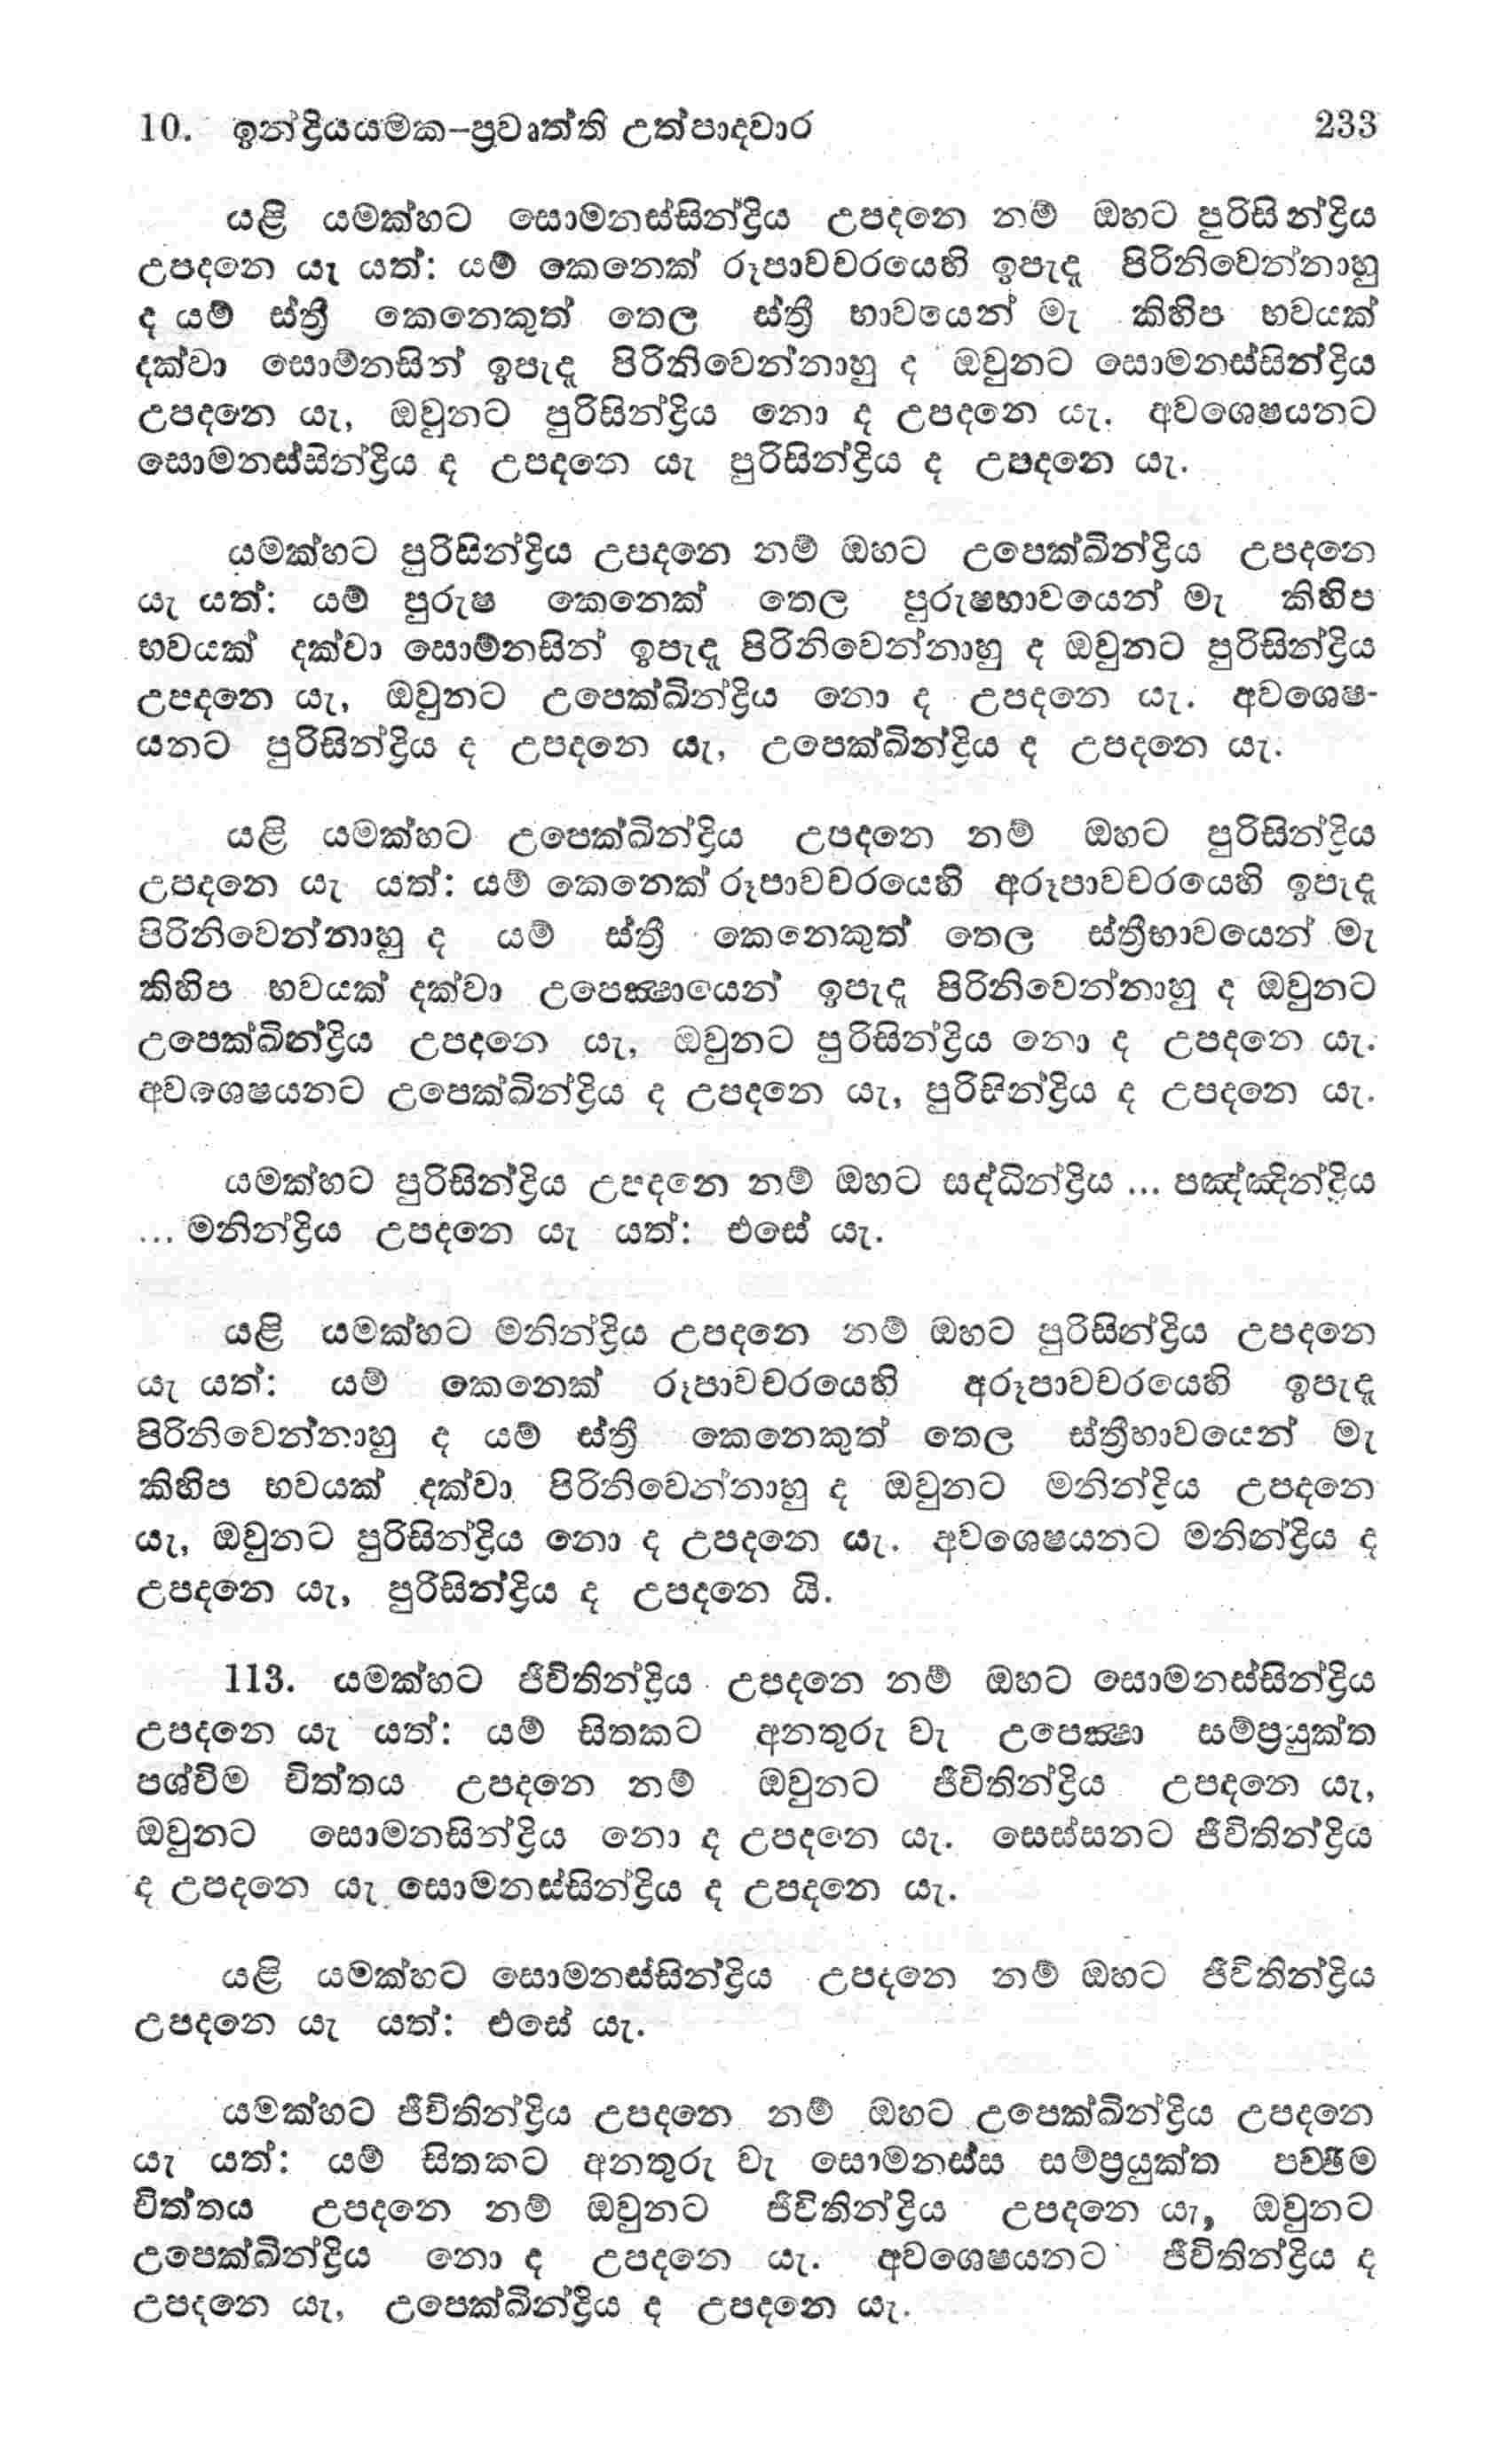 10. ඉන්ද්‍රියයමක–ප්‍රවෘත්ති උත්පාදවාර 233
යළි යමක්හට සොමනස්සින්ද්‍රිය උපදනෙ නම් ඔහට පුරිසින්ද්‍රිය
උපදනෙ යැ යත්: යම් කෙනෙක් රූපාවචරයෙහි ඉපැදූ පිරිනිවෙන්නාහු
ද යම් ස්ත්‍රී කෙනෙකුත් තෙල ස්ත්‍රී භාවයෙන් මැ කිහිප භවයක්
දක්වා සොම්නසින් ඉපැදූ පිරිනිවෙන්නාහු ද ඔවුනට සොමනස්සින්ද්‍රිය
උපදනෙ යැ, ඔවුනට පුරිසින්ද්‍රිය නො ද උපදනෙ යැ. අවශෙෂයනට
සොමනස්සින්ද්‍රිය ද උපදනෙ යැ පුරිසින්ද්‍රිය ද උපදනෙ යැ.
යමක්හට පුරිසින්ද්‍රිය උපදනෙ නම් ඔහට උපෙක්ඛින්ද්‍රිය උපදනෙ
යැ යත්: යම් පුරුෂ කෙනෙක් තෙල පුරුෂභාවයෙන් මැ කිහිප
භවයක් දක්වා සොම්නසින් ඉපැදූ පිරිනිවෙන්නාහු ද ඔවුනට පුරිසින්ද්‍රිය
උපදනෙ යැ, ඔවුනට උපෙක්ඛින්ද්‍රිය නො ද උපදනෙ යැ. අවශෙෂ-
යනට පුරිසින්ද්‍රිය ද උපදනෙ යැ, උපෙක්ඛින්ද්‍රිය ද උපදනෙ යැ.
යළි යමක්හට උපෙක්ඛින්ද්‍රිය උපදනෙ නම් ඔහට පුරිසින්ද්‍රිය
උපදනෙ යැ යත්: යම් කෙනෙක් රූපාවචරයෙහි අරූපාවචරයෙහි ඉපැදූ
පිරිනිවෙන්නාහු ද යම් ස්ත්‍රී කෙනෙකුත් තෙල ස්ත්‍රීභාවයෙන් මැ
කිහිප භවයක් දක්වා උපෙක්‍ෂායෙන් ඉපැදූ පිරිනිවෙන්නාහු ද ඔවුනට
උපෙක්ඛින්ද්‍රිය උපදනෙ යැ, ඔවුනට පුරිසින්ද්‍රිය නො ද උපදනෙ යැ.
අවශෙෂයනට උපෙක්ඛින්ද්‍රිය ද උපදනෙ යැ, පුරිසින්ද්‍රිය ද උපදනෙ යැ.
යමක්හට පුරිසින්ද්‍රිය උපදනෙ නම් ඔහට සද්ධින්ද්‍රිය ... පඤ්ඤින්ද්‍රිය
... මනින්ද්‍රිය උපදනෙ යැ යත්: එසේ යැ.
යළි යමක්හට මනින්ද්‍රිය උපදනෙ නම් ඔහට පුරිසින්ද්‍රිය උපදනෙ
යැ යත්: යම් කෙනෙක් රූපාවචරයෙහි අරූපාවචරයෙහි ඉපැදූ
පිරිනිවෙන්නාහු ද යම් ස්ත්‍රී කෙනෙකුත් තෙල ස්ත්‍රීභාවයෙන් මැ
කිහිප භවයක් දක්වා පිරිනිවෙන්නාහු ද ඔවුනට මනින්ද්‍රිය උපදනෙ
යැ, ඔවුනට පුරිසින්ද්‍රිය නො ද උපදනෙ යැ. අවශෙෂයනට මනින්ද්‍රිය ද
උපදනෙ යැ, පුරිසින්ද්‍රිය ද උපදනෙ යි.
113. යමක්හට ජීවිතින්ද්‍රිය උපදනෙ නම් ඔහට සොමනස්සින්ද්‍රිය
උපදනෙ යැ යත්: යම් සිතකට අනතුරු වැ උපෙක්‍ෂා සම්ප්‍රයුක්ත
පශ්චිම චිත්තය උපදනෙ නම් ඔවුනට ජීවිතින්ද්‍රිය උපදනෙ යැ,
ඔවුනට සොමනසින්ද්‍රිය නො ද උපදනෙ යැ. සෙස්සනට ජීවිතින්ද්‍රිය
ද උපදනෙ යැ සොමනස්සින්ද්‍රිය ද උපදනෙ යැ.
යළි යමක්හට සොමනස්සින්ද්‍රිය උපදනෙ නම් ඔහට ජීවිතින්ද්‍රිය
උපදනෙ යැ යත්: එසේ යැ.
යමක්හට ජීවිතින්ද්‍රිය උපදනෙ නම් ඔහට උපෙක්ඛින්ද්‍රිය උපදනෙ
යැ යත්: යම් සිතකට අනතුරු වැ සොමනස්ස සම්ප්‍රයුක්ත
චිත්තය උපදනෙ නම් ඔවුනට ජීවිතින්ද්‍රිය උපදනෙ යැ, ඔවුනට
උපෙක්ඛින්ද්‍රිය නො ද උපදනෙ යැ. අවශෙෂයනට ජීවිතින්ද්‍රිය ද
උපදනෙ යැ, උපෙක්ඛින්ද්‍රිය ද උපදනෙ යැ.